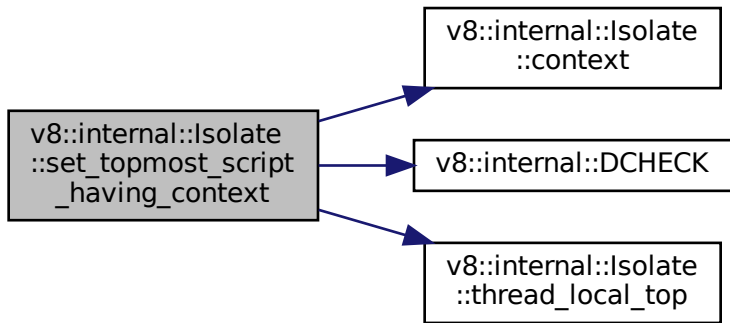 v8::internal::Isolate
::set_topmost_script
_having_context
v8::internal::Isolate
::context
v8::internal::DCHECK
v8::internal::Isolate
::thread_local_top